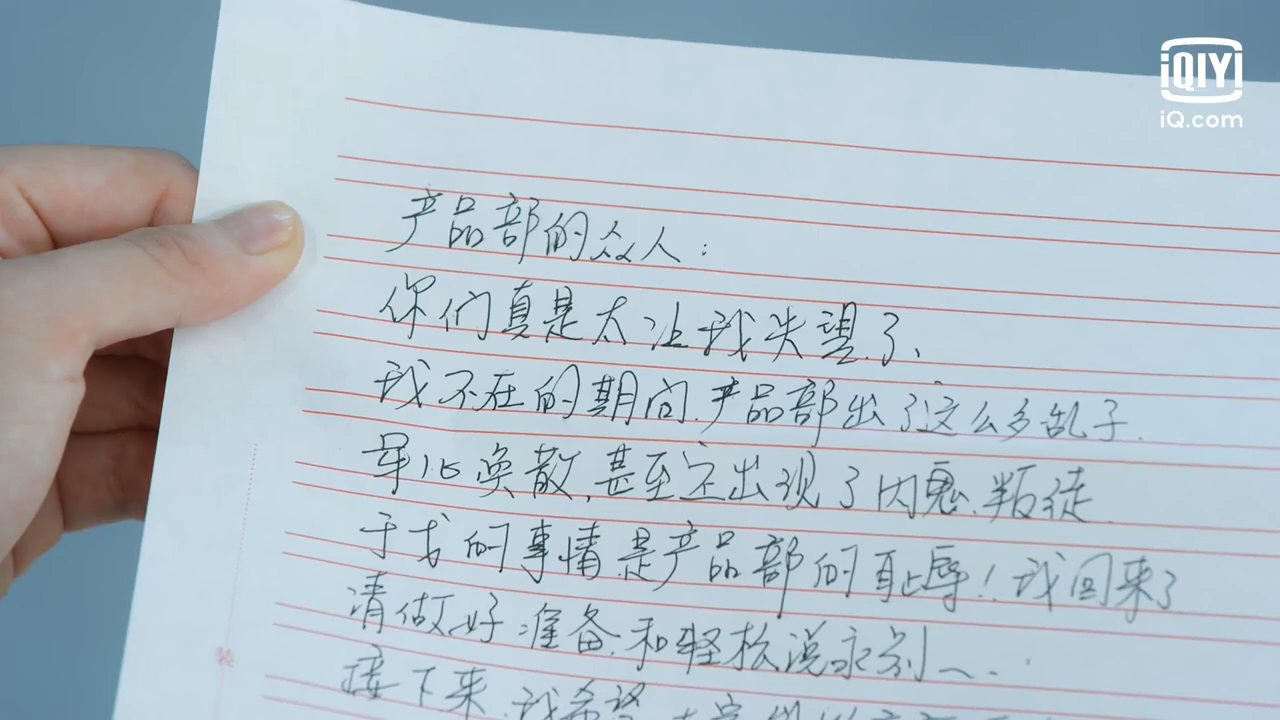 iQIYI
iQ.com
产品部的众人:
你们真是太让我失望了、
我不在的期间、产品部出了这么多乱子.
军心涣散、甚至还出现了内鬼、叛徒.
于戈的事情是产品部的耻辱!我回来了
请做好准备、和轻松说永别~..
接下来、我希望
装